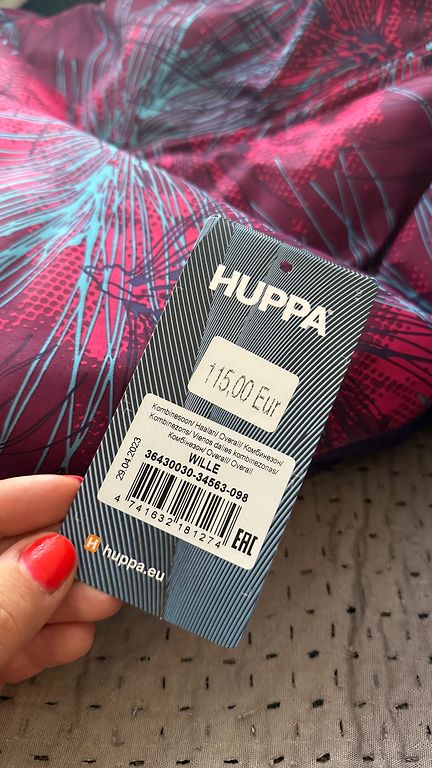 HUPPA
115,00 Eur
Kombinesoon/ Haalari/ Overall/ Комбинезон/
Kombinezons/ Vienos dalies kombinezonas/
Комбінезон/ Overall/ Overall
WILLE
36430030-34563-098
29.04.2023
4 741632 181274
EAC
H huppa.eu